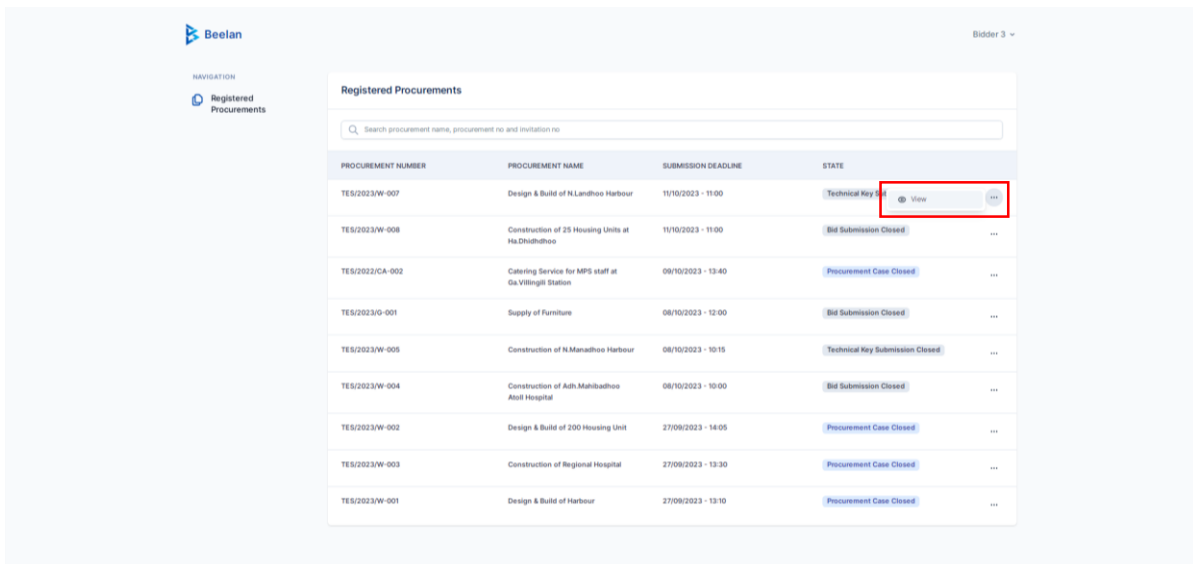 Beelan
Bidder 3
NAVIGATION
Registered
Procurements
Registered Procurements
Search procurement name, procurement no and invitation no
PROCUREMENT NUMBER PROCUREMENT NAME SUBMISSION DEADLINE STATE
TES/2023/W-007 Design & Build of N.Landhoo Harbour 11/10/2023 - 11:00 Technical Key View ...
TES/2023/W-008 Construction of 25 Housing Units at 11/10/2023 - 11:00 Bid Submission Closed ...
Ha.Dhidhdhoo
TES/2022/CA-002 Catering Service for MPS staff at 09/10/2023 - 13:40 Procurement Case Closed ...
Ga.Villingili Station
TES/2023/G-001 Supply of Furniture 08/10/2023 - 12:00 Bid Submission Closed ...
TES/2023/W-005 Construction of N.Manadhoo Harbour 08/10/2023 - 10:15 Technical Key Submission Closed ...
TES/2023/W-004 Construction of Adh.Mahibadhoo 08/10/2023 - 10:00 Bid Submission Closed ...
Atoll Hospital
TES/2023/W-002 Design & Build of 200 Housing Unit 27/09/2023 - 14:05 Procurement Case Closed ...
TES/2023/W-003 Construction of Regional Hospital 27/09/2023 - 13:30 Procurement Case Closed ...
TES/2023/W-001 Design & Build of Harbour 27/09/2023 - 13:10 Procurement Case Closed ...